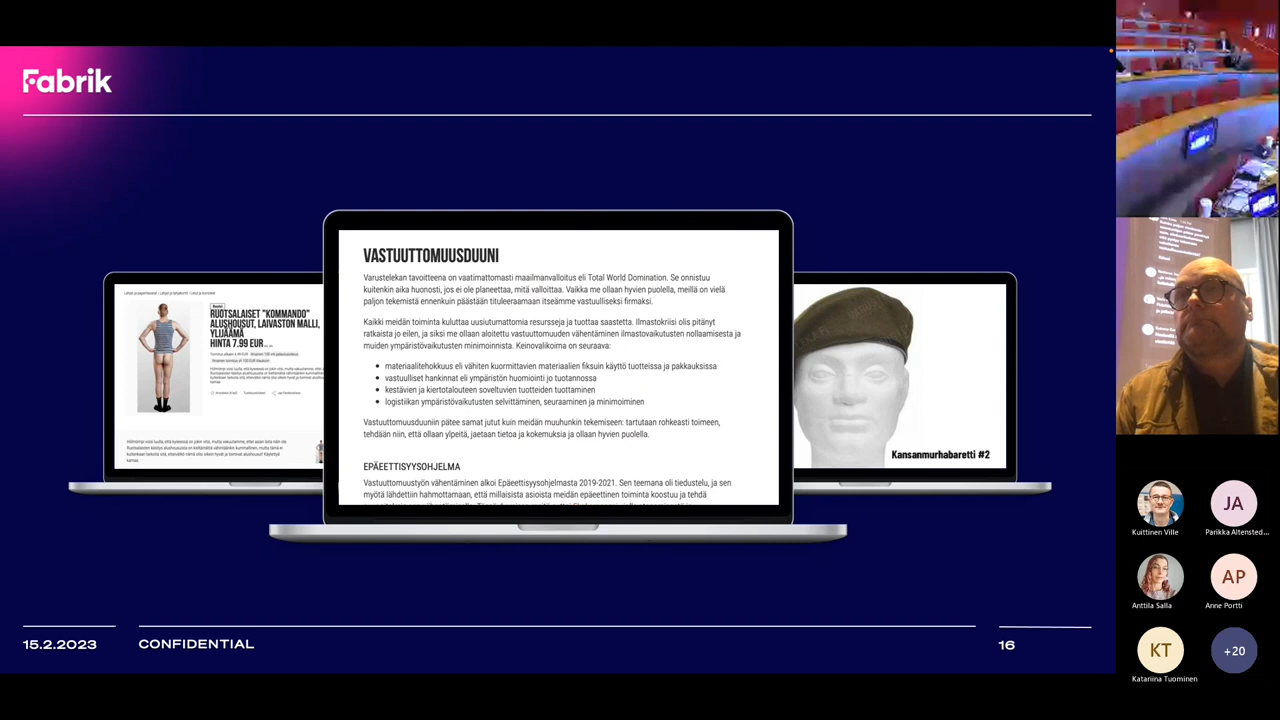 Fabrik
RUOTSALAISET "KOMMANDO"
ALUSHOUSUT, LAIVASTON MALLI,
YLIJÄÄMÄ
HINTA 7.99 EUR
VASTUUTTOMUUSDUUNI
Varustelekan tavoitteena on vaatimattomasti maailmanvalloitus eli Total World Domination. Se onnistuu
kuitenkin aika huonosti, jos ei ole planeettaa, mitä valloittaa. Vaikka me ollaan hyvien puolella, meillä on vielä
paljon tekemistä ennenkuin päästään tituleeraamaan itseämme vastuulliseksi firmaksi.
Kaikki meidän toiminta kuluttaa uusiutumattomia resursseja ja tuottaa saastetta. Ilmastokriisi olis pitänyt
ratkaista jo eilen, ja siksi me ollaan aloitettu vastuuttomuuden vähentäminen ilmastovaikutusten nollaamisesta ja
muiden ympäristövaikutusten minimoinnista. Keinovalikoima on seuraava:
• materiaalitehokkuus eli vähiten kuormittavien materiaalien fiksuin käyttö tuotteissa ja pakkauksissa
• vastuulliset hankinnat eli ympäristön huomiointi jo tuotannossa
• kestävien ja kiertotalouteen soveltuvien tuotteiden tuottaminen
• logistiikan ympäristövaikutusten selvittäminen, seuraaminen ja minimoiminen
Vastuuttomuusduuniin pätee samat jutut kuin meidän muuhunkin tekemiseen: tartutaan rohkeasti toimeen,
tehdään niin, että ollaan ylpeitä, jaetaan tietoa ja kokemuksia ja ollaan hyvien puolella.
EPÄEETTISYYSOHJELMA
Vastuuttomuustyön vähentäminen alkoi Epäeettisyysohjelmasta 2019-2021. Sen teemana oli tiedustelu, ja sen
myötä lähdettiin hahmottamaan, että millaisista asioista meidän epäeettinen toiminta koostuu ja tehdä
Kansanmurhabaretti #2
15.2.2023
CONFIDENTIAL
16
Kuittinen Ville
JA
Parikka Altensted...
Anttila Salla
AP
Anne Portti
KT
Katariina Tuominen
+20